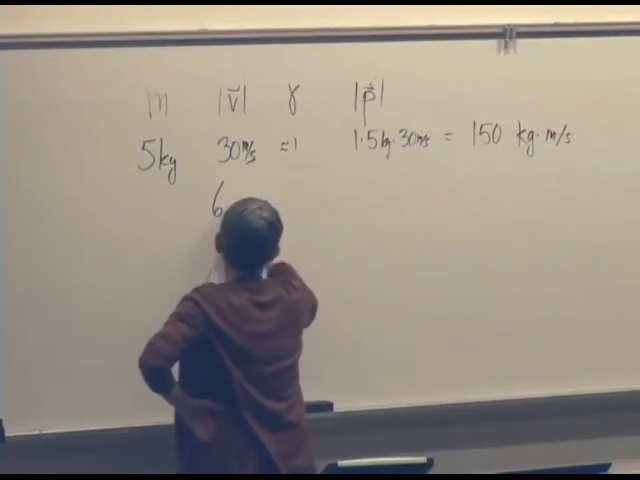 m |v⃗| γ |p⃗|
5kg 30m/s ≈1 1·5kg·30m/s = 150 kg·m/s
6